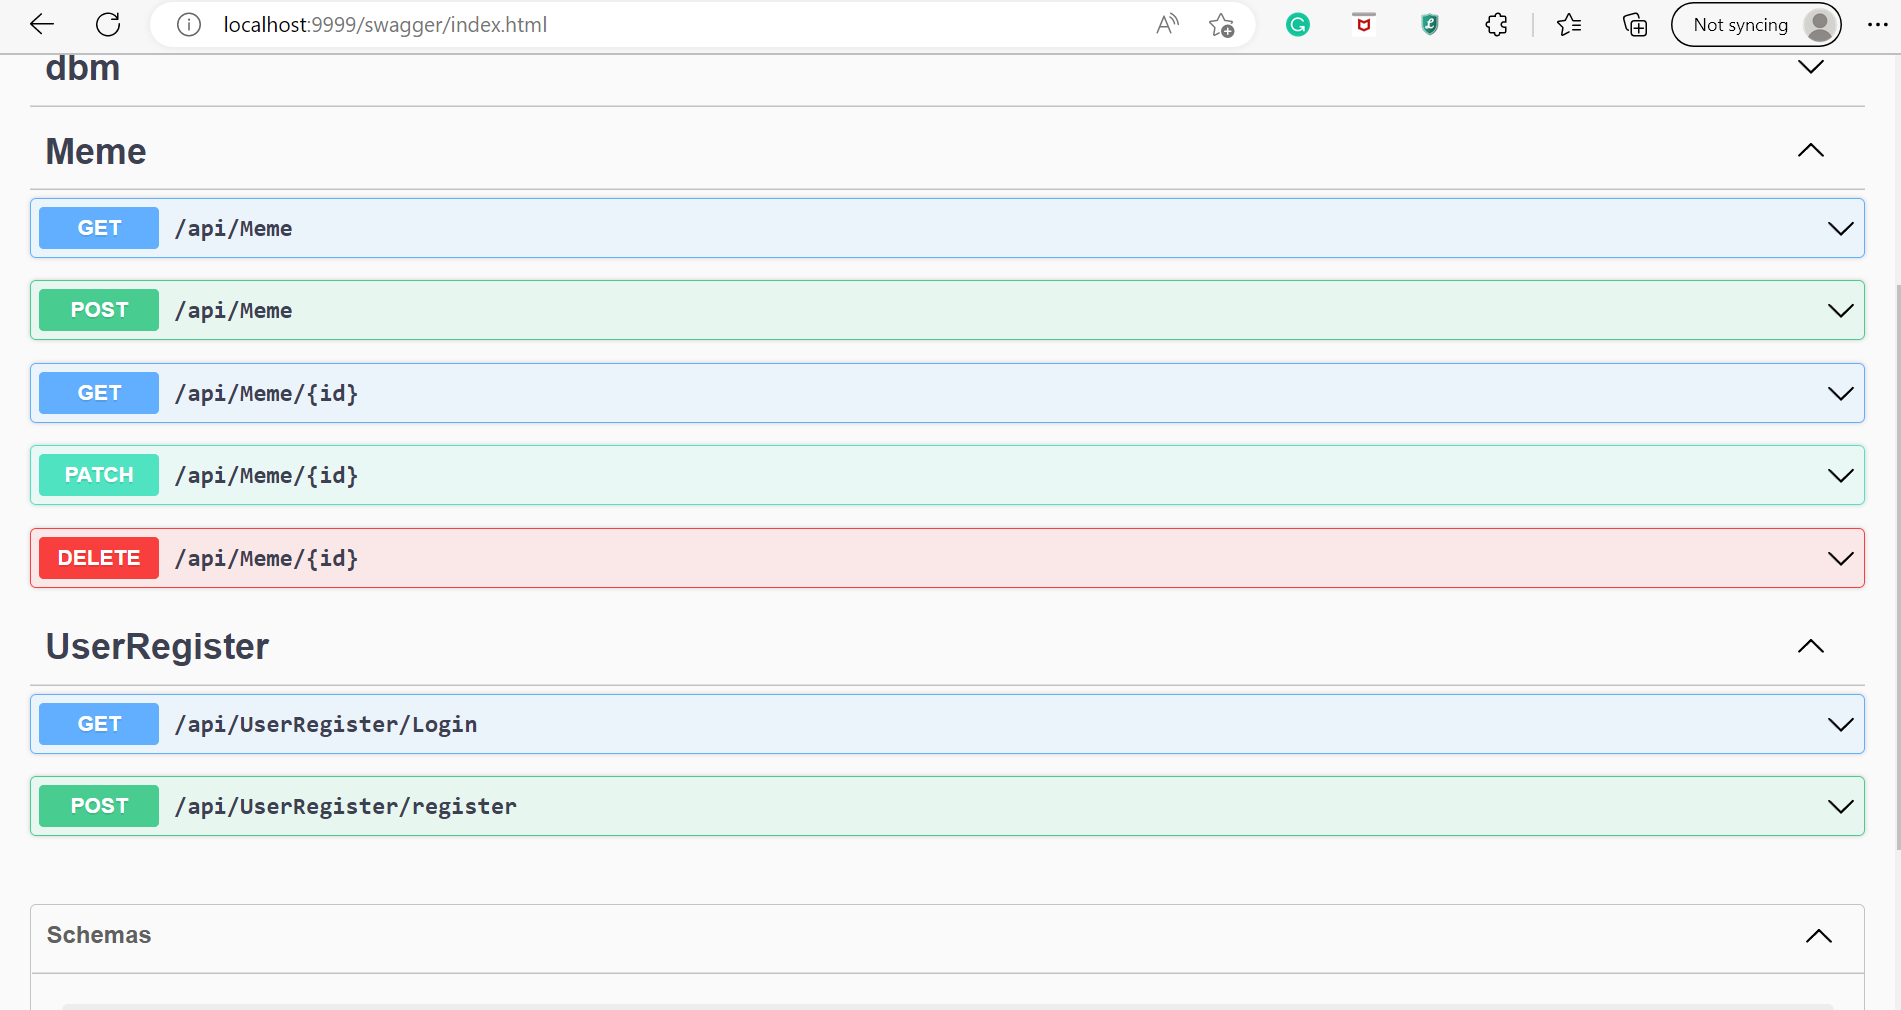 localhost:9999/swagger/index.html
Not syncing
dbm
Meme
GET /api/Meme
POST /api/Meme
GET /api/Meme/{id}
PATCH /api/Meme/{id}
DELETE /api/Meme/{id}
UserRegister
GET /api/UserRegister/Login
POST /api/UserRegister/register
Schemas